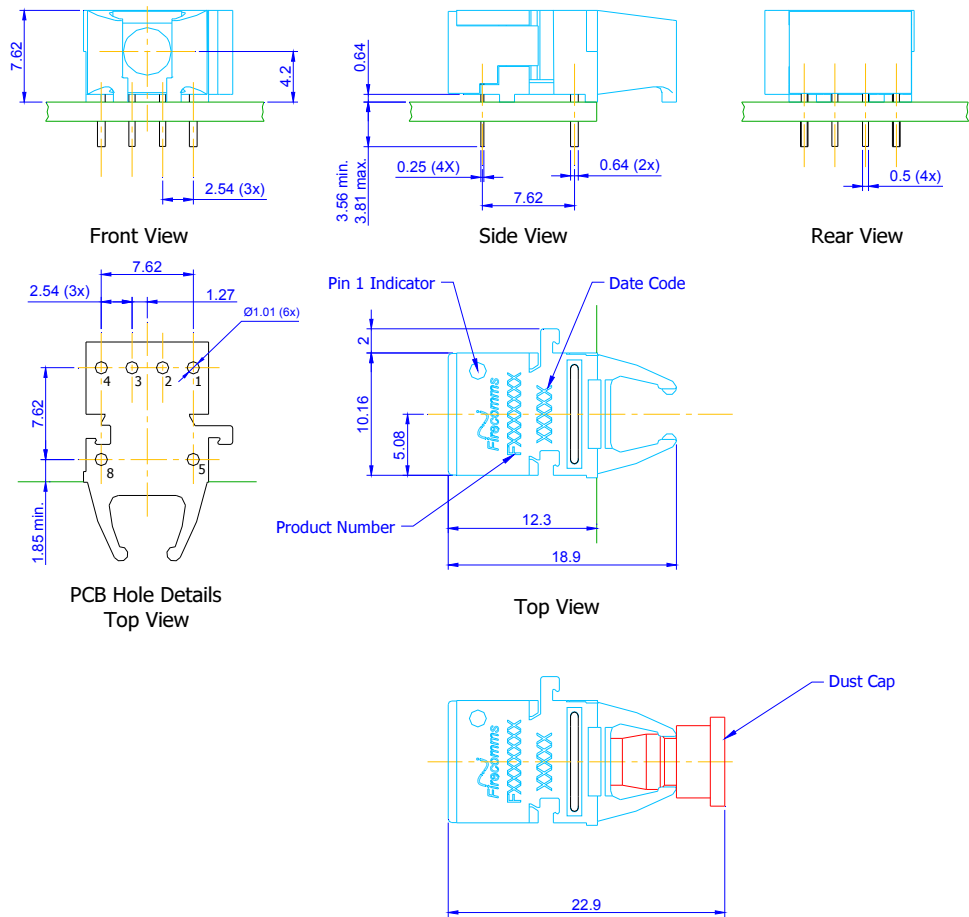 7.62
4.2
2.54 (3x)
Front View
0.64
3.56 min.
3.81 max.
0.25 (4X)
0.64 (2x)
7.62
Side View
0.5 (4x)
Rear View
7.62
2.54 (3x)
1.27
Ø1.01 (6x)
4
3
2
1
7.62
8
5
1.85 min.
PCB Hole Details
Top View
Pin 1 Indicator
Date Code
2
10.16
5.08
Firecomms
FXXXXXX
XXXX
Product Number
12.3
18.9
Top View
Dust Cap
Firecomms
FXXXXXX
XXXX
22.9